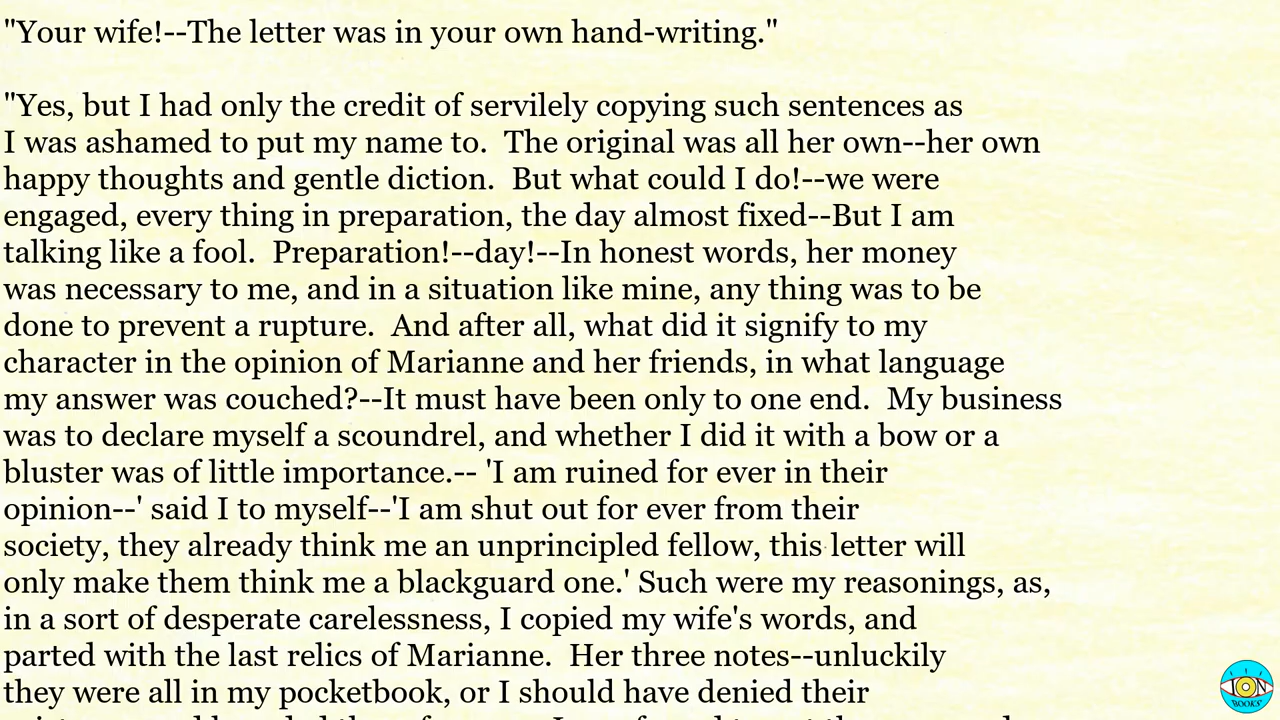 "Your wife!--The letter was in your own hand-writing."

"Yes, but I had only the credit of servilely copying such sentences as
I was ashamed to put my name to.  The original was all her own--her own
happy thoughts and gentle diction.  But what could I do!--we were
engaged, every thing in preparation, the day almost fixed--But I am
talking like a fool.  Preparation!--day!--In honest words, her money
was necessary to me, and in a situation like mine, any thing was to be
done to prevent a rupture.  And after all, what did it signify to my
character in the opinion of Marianne and her friends, in what language
my answer was couched?--It must have been only to one end.  My business
was to declare myself a scoundrel, and whether I did it with a bow or a
bluster was of little importance.-- 'I am ruined for ever in their
opinion--' said I to myself--'I am shut out for ever from their
society, they already think me an unprincipled fellow, this letter will
only make them think me a blackguard one.' Such were my reasonings, as,
in a sort of desperate carelessness, I copied my wife's words, and
parted with the last relics of Marianne.  Her three notes--unluckily
they were all in my pocketbook, or I should have denied their
ION
BOOKS